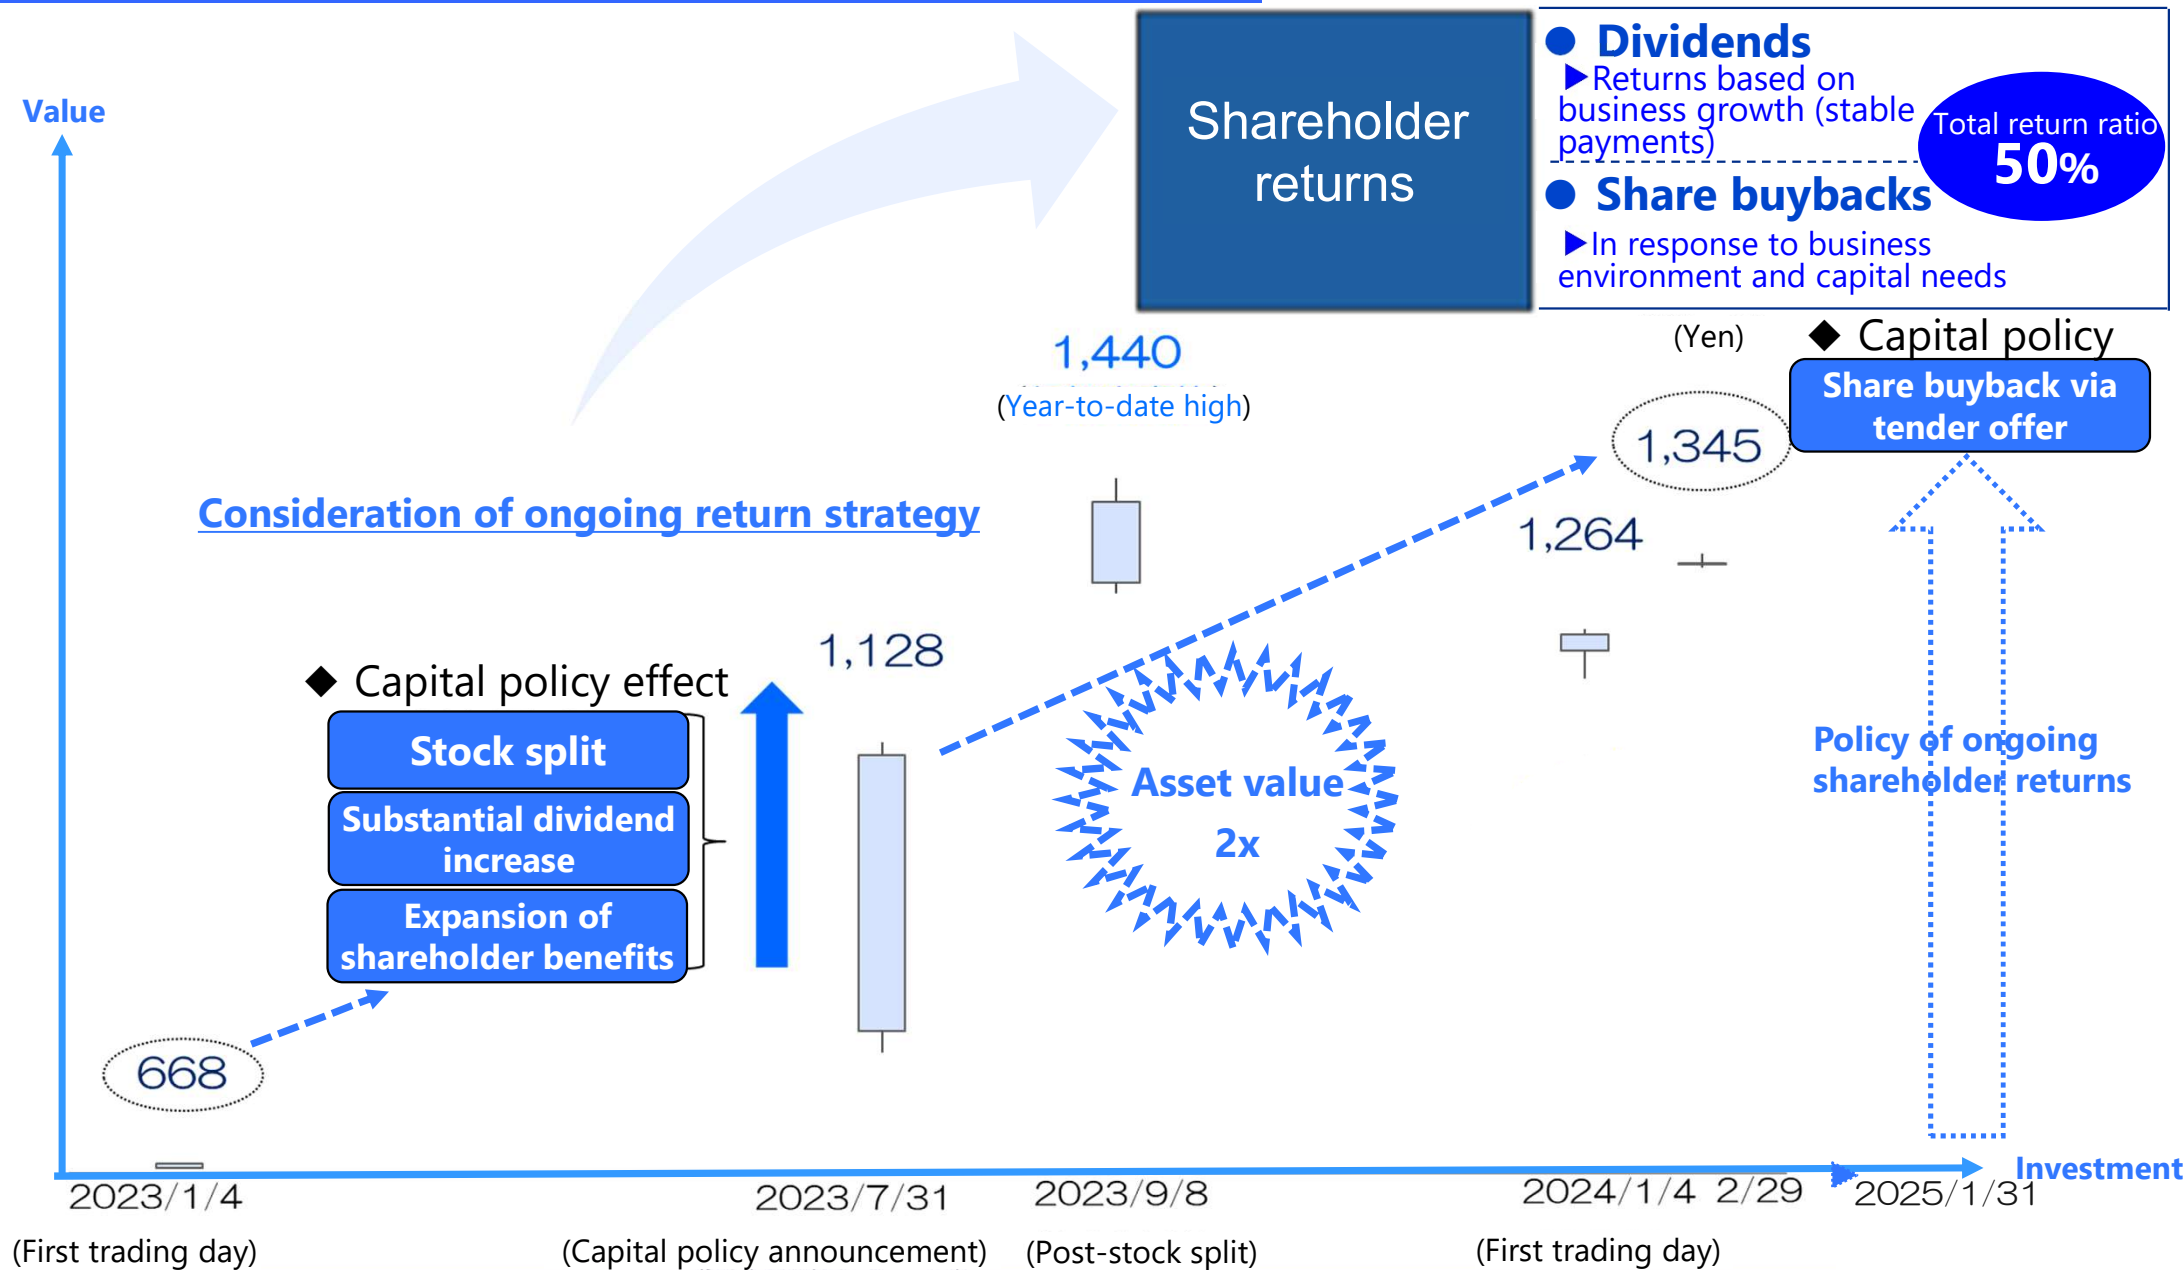 Shareholder
returns
● Dividends
▶Returns based on
business growth (stable
payments)
● Share buybacks
▶In response to business
environment and capital needs
Total return ratio
50%
Value
1,440
(Year-to-date high)
(Yen)
◆ Capital policy
Share buyback via
tender offer
1,345
Consideration of ongoing return strategy
1,264
1,128
◆ Capital policy effect
Stock split
Substantial dividend
increase
Expansion of
shareholder benefits
Asset value
2x
Policy of ongoing
shareholder returns
668
Investment
2023/1/4
2023/7/31
2023/9/8
2024/1/4
2/29
2025/1/31
(First trading day)
(Capital policy announcement)
(Post-stock split)
(First trading day)